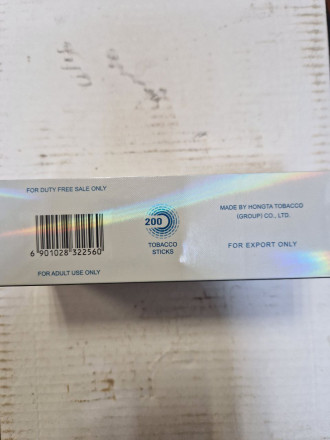 FOR DUTY FREE SALE ONLY
6 901028 322560
FOR ADULT USE ONLY
200
TOBACCO
STICKS
MADE BY HONGTA TOBACCO
(GROUP) CO., LTD.
FOR EXPORT ONLY